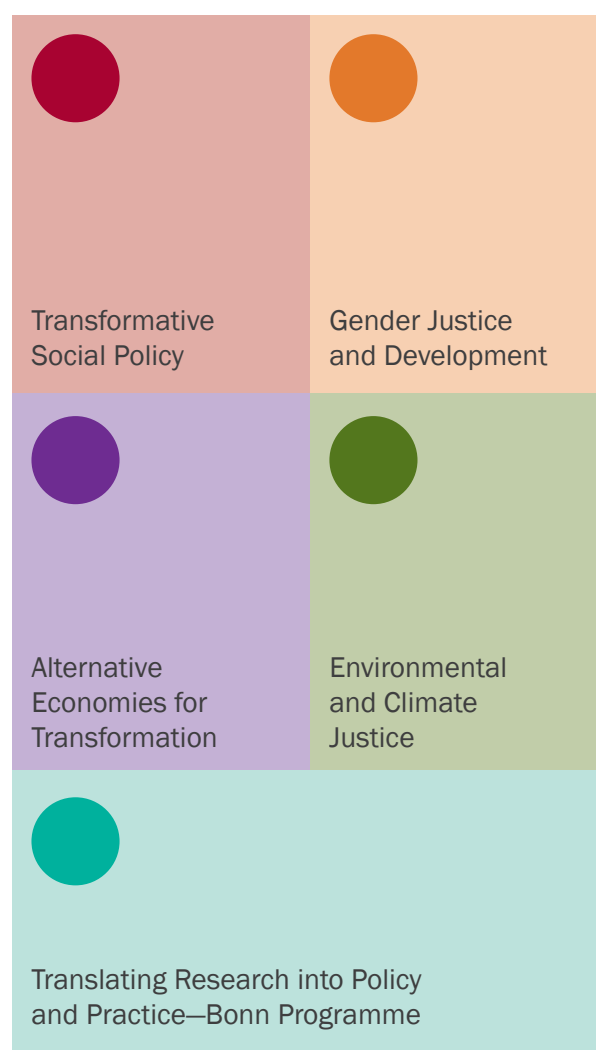 Transformative
Social Policy
Gender Justice
and Development
Alternative
Economies for
Transformation
Environmental
and Climate
Justice
Translating Research into Policy
and Practice—Bonn Programme